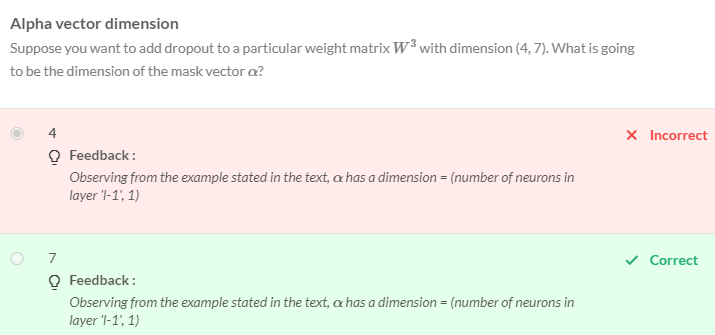 Alpha vector dimension
Suppose you want to add dropout to a particular weight matrix W³ with dimension (4, 7). What is going
to be the dimension of the mask vector α?
4
Incorrect
Feedback :
Observing from the example stated in the text, α has a dimension = (number of neurons in
layer 'l-1', 1)
7
Correct
Feedback :
Observing from the example stated in the text, α has a dimension = (number of neurons in
layer 'l-1', 1)